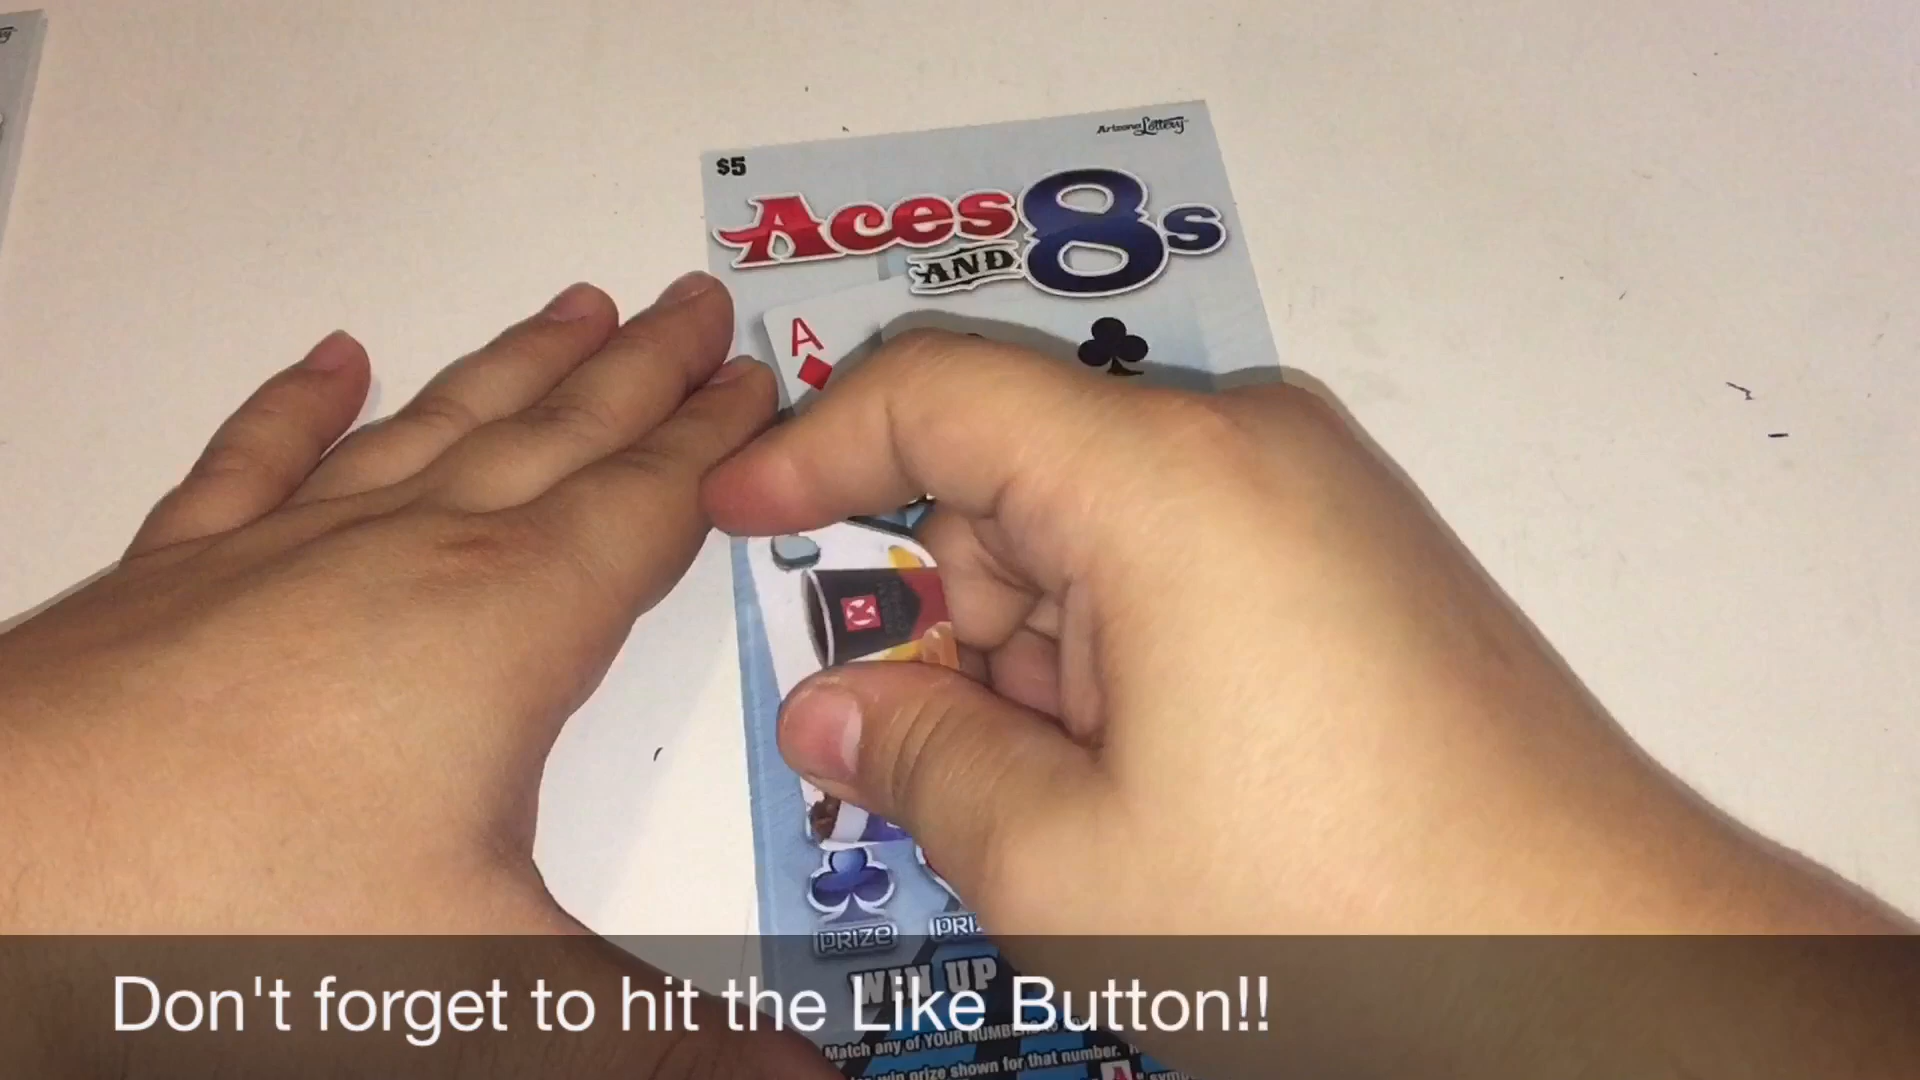 Arizona Lottery
$5
Aces
AND
8s
A
PRIZE
WIN UP
Match any of YOUR NUMBERS
win prize shown for that number.
A
Don't forget to hit the Like Button!!